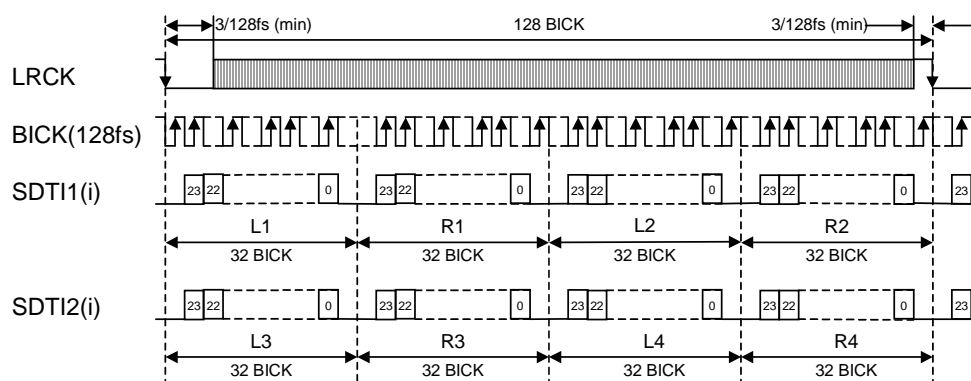 3/128fs (min) 128 BICK 3/128fs (min)
LRCK
BICK(128fs)
SDTI1(i) 23 22 0 23 22 0 23 22 0 23 22 0 23
L1 R1 L2 R2
32 BICK 32 BICK 32 BICK 32 BICK
SDTI2(i) 23 22 0 23 22 0 23 22 0 23 22 0 23
L3 R3 L4 R4
32 BICK 32 BICK 32 BICK 32 BICK